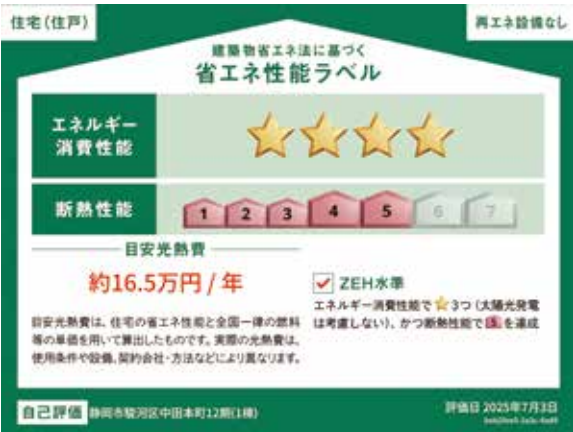 住宅(住戸)
再エネ設備なし
建築物省エネ法に基づく
省エネ性能ラベル
エネルギー
消費性能
断熱性能
1 2 3 4 5 6 7
目安光熱費
約16.5万円 / 年
目安光熱費は、住宅の省エネ性能と全国一律の燃料
等の単価を用いて算出したものです。実際の光熱費は、
使用条件や設備、契約会社・方法などにより異なります。
ZEH水準
エネルギー消費性能で☆3つ(太陽光発電
は考慮しない)、かつ断熱性能で5を達成
自己評価 静岡市駿河区中田本町12期(1棟)
評価日 2025年7月3日